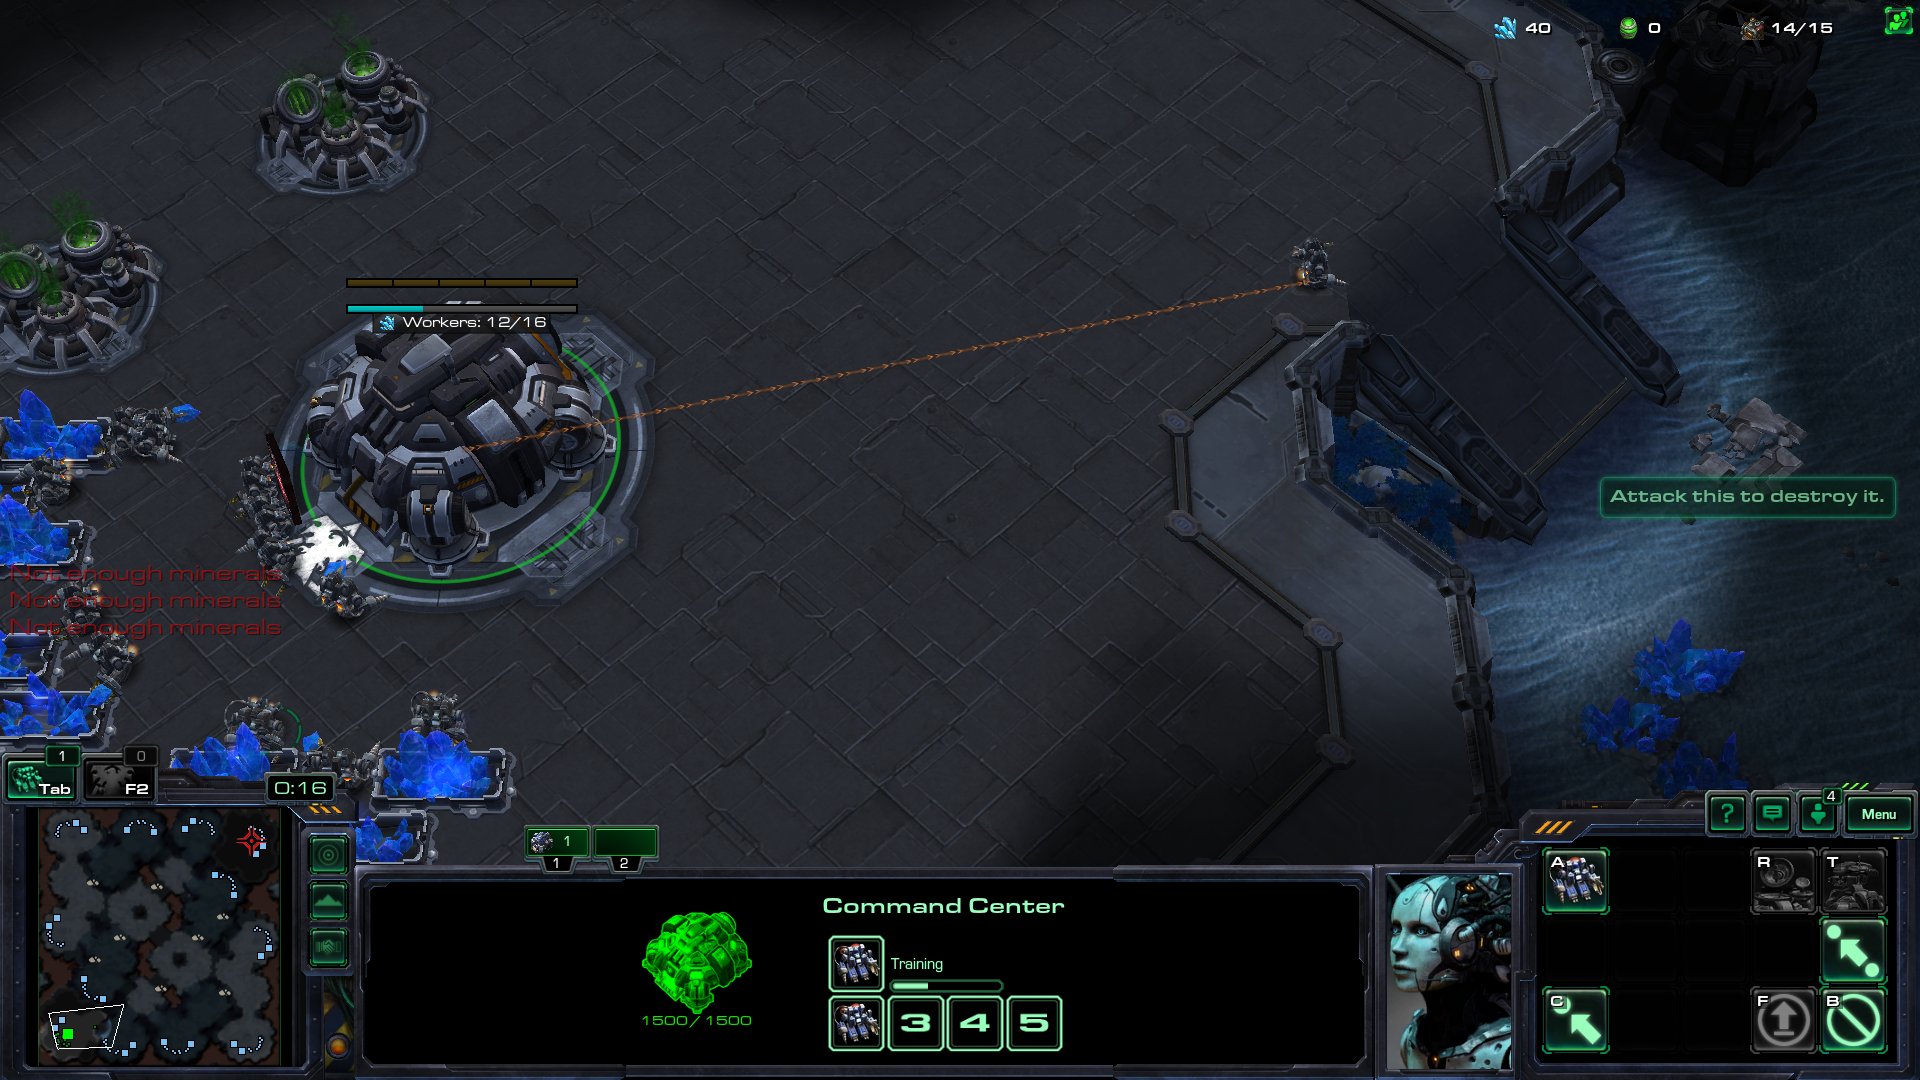 40 0 14/15
Workers: 12/16
Attack this to destroy it.
Not enough minerals
Not enough minerals
Not enough minerals
1 0
Tab F2
0:16
4
? Menu
1
1 2
Command Center
Training
1500/1500
3 4 5
A R T
C F B